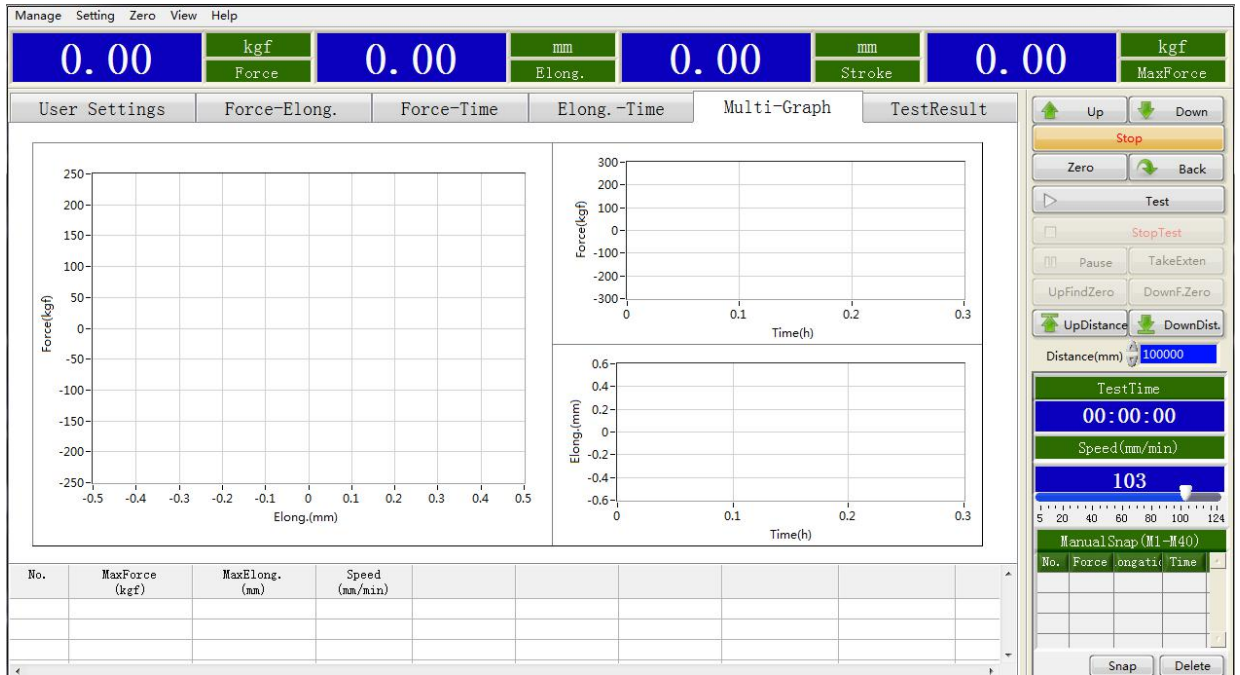 Manage Setting Zero View Help
0.00 kgf Force 0.00 mm Elong. 0.00 mm Stroke 0.00 kgf MaxForce
User Settings Force-Elong. Force-Time Elong.-Time Multi-Graph TestResult
250
200
150
100
50
0
-50
-100
-150
-200
-250
Force(kgf)
-0.5 -0.4 -0.3 -0.2 -0.1 0 0.1 0.2 0.3 0.4 0.5
Elong.(mm)
300
200
100
0
-100
-200
-300
Force(kgf)
0 0.1 0.2 0.3
Time(h)
0.6
0.4
0.2
0
-0.2
-0.4
-0.6
Elong.(mm)
0 0.1 0.2 0.3
Time(h)
No. MaxForce MaxElong. Speed
(kgf) (mm) (mm/min)
Up Down
Stop
Zero Back
Test
StopTest
Pause TakeExten
UpFindZero DownF.Zero
UpDistance DownDist.
Distance(mm) 100000
TestTime
00:00:00
Speed(mm/min)
103
5 20 40 60 80 100 124
ManualSnap(M1-M40)
No. Force ongatic Time
Snap Delete